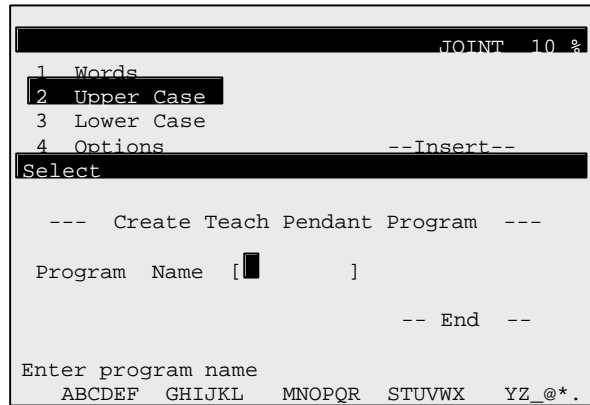 JOINT 10 %
1 Words
2 Upper Case
3 Lower Case
4 Options --Insert--
Select
--- Create Teach Pendant Program ---
Program Name [ ]
-- End --
Enter program name
ABCDEF GHIJKL MNOPQR STUVWX YZ_@*.